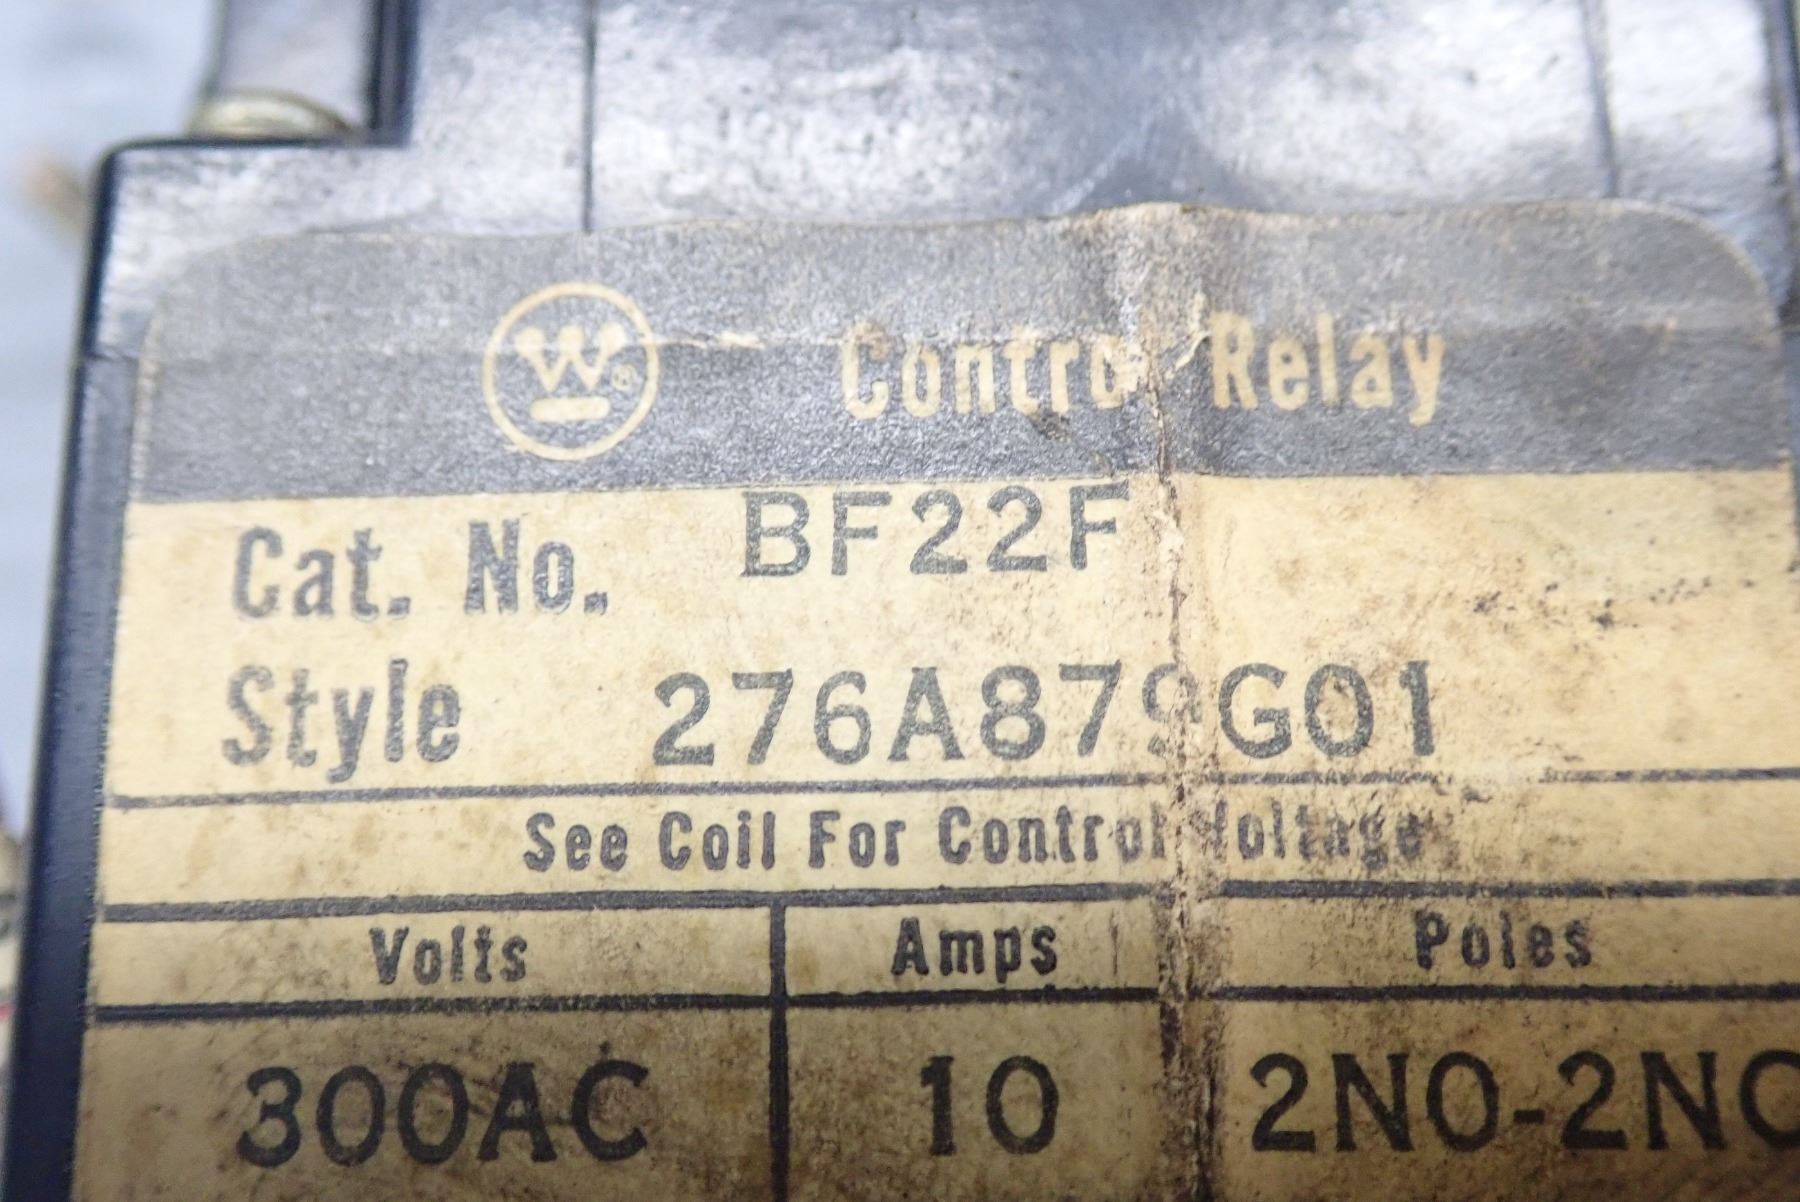 W®
Control Relay
Cat. No. BF22F
Style 276A879G01
See Coil For Control Voltage
Volts Amps Poles
300AC 10 2NO-2NC